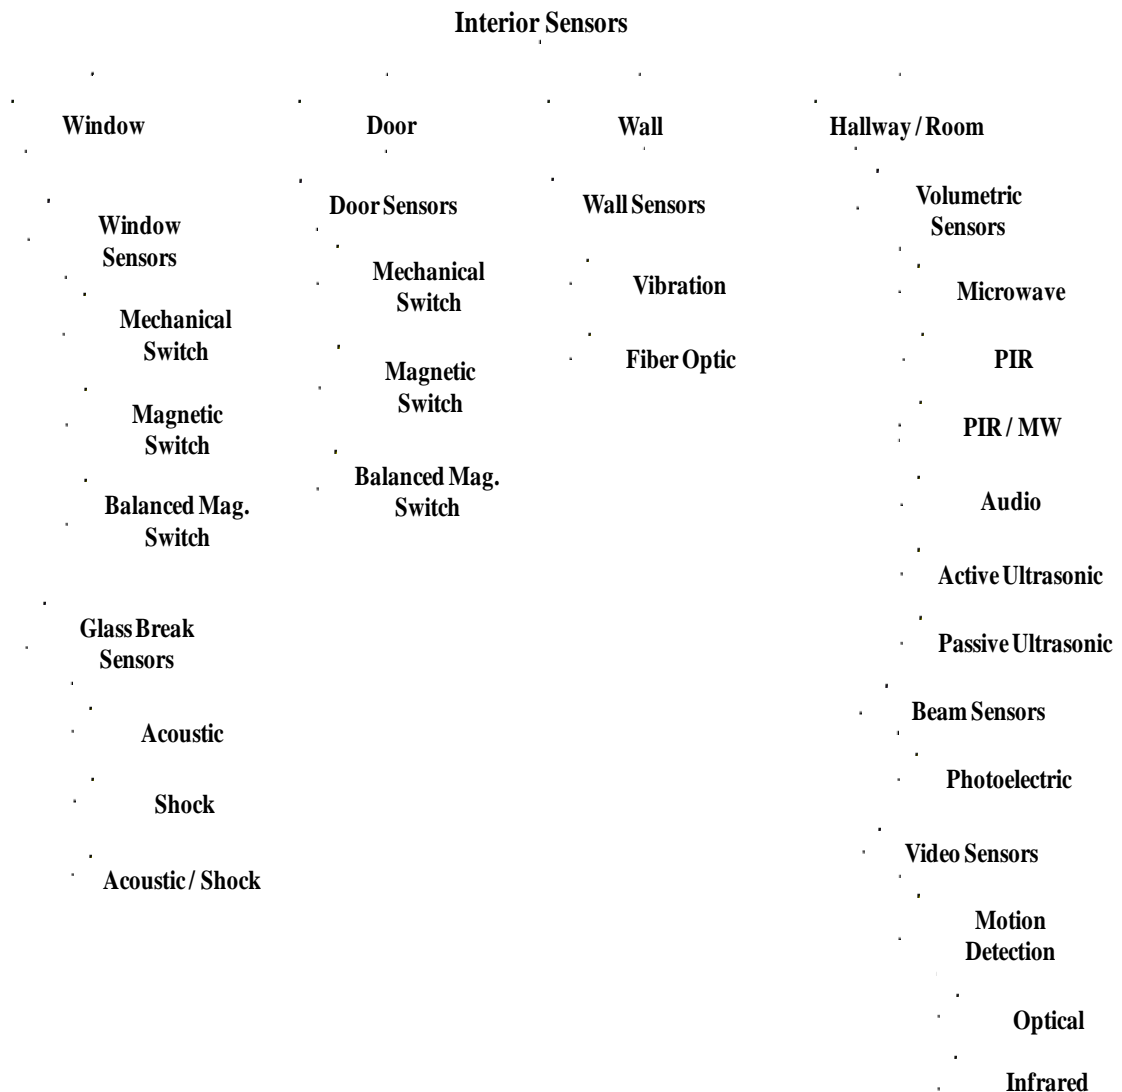 Interior Sensors
Window
Door
Wall
Hallway / Room
Window
Sensors
Mechanical
Switch
Magnetic
Switch
Balanced Mag.
Switch
Glass Break
Sensors
Acoustic
Shock
Acoustic / Shock
Door Sensors
Mechanical
Switch
Magnetic
Switch
Balanced Mag.
Switch
Wall Sensors
Vibration
Fiber Optic
Volumetric
Sensors
Microwave
PIR
PIR / MW
Audio
Active Ultrasonic
Passive Ultrasonic
Beam Sensors
Photoelectric
Video Sensors
Motion
Detection
Optical
Infrared